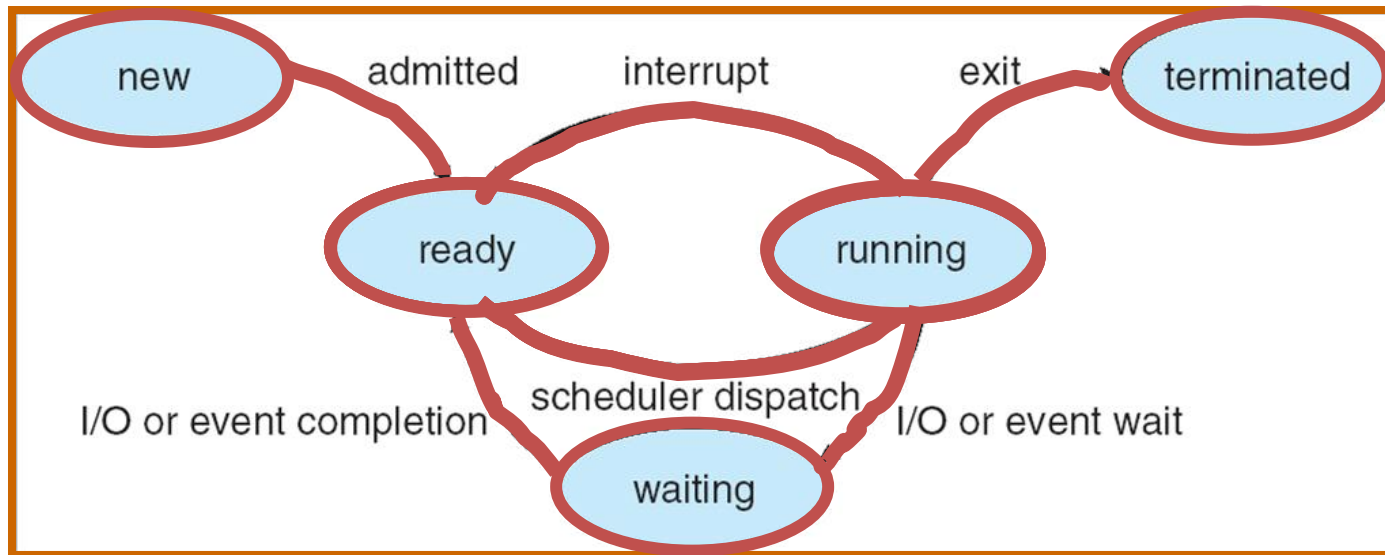 new
admitted
interrupt
exit
terminated
ready
running
I/O or event completion
scheduler dispatch
I/O or event wait
waiting